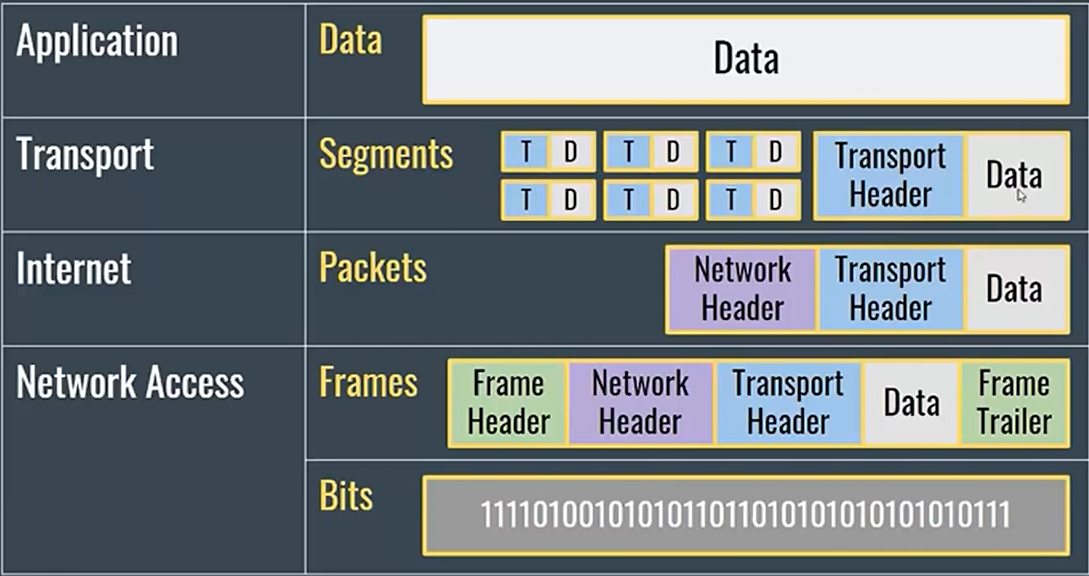 Application
Data
Data
Transport
Segments
T D T D T D
T D T D T D
Transport
Header
Data
Internet
Packets
Network
Header
Transport
Header
Data
Network Access
Frames
Frame
Header
Network
Header
Transport
Header
Data
Frame
Trailer
Bits
1111010010101011011010101010101010111